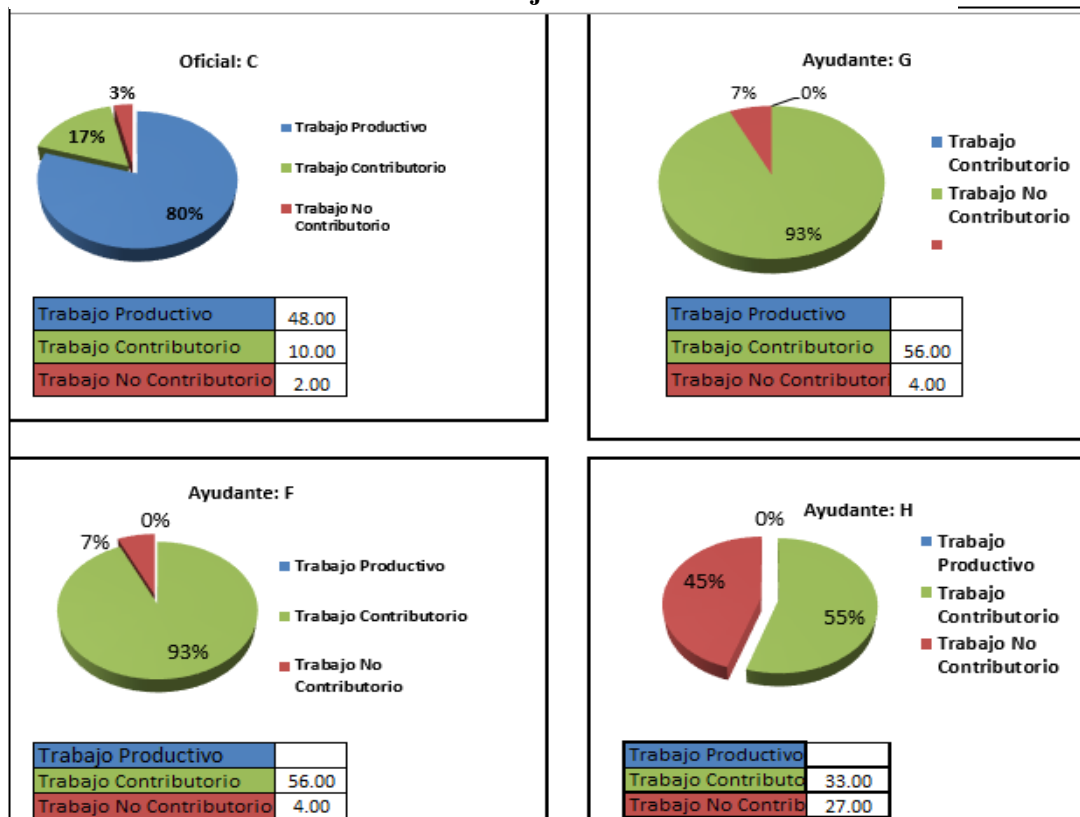 Oficial: C
3%
17%
80%
Trabajo Productivo
Trabajo Contributorio
Trabajo No
Contributorio
Trabajo Productivo 48.00
Trabajo Contributorio 10.00
Trabajo No Contributorio 2.00
Ayudante: G
7% 0%
93%
Trabajo
Contributorio
Trabajo No
Contributorio
Trabajo Productivo
Trabajo Contributorio 56.00
Trabajo No Contributori 4.00
Ayudante: F
0%
7%
93%
Trabajo Productivo
Trabajo Contributorio
Trabajo No
Contributorio
Trabajo Productivo
Trabajo Contributorio 56.00
Trabajo No Contributorio 4.00
Ayudante: H
0%
45%
55%
Trabajo
Productivo
Trabajo
Contributorio
Trabajo No
Contributorio
Trabajo Productivo
Trabajo Contributo 33.00
Trabajo No Contrib 27.00